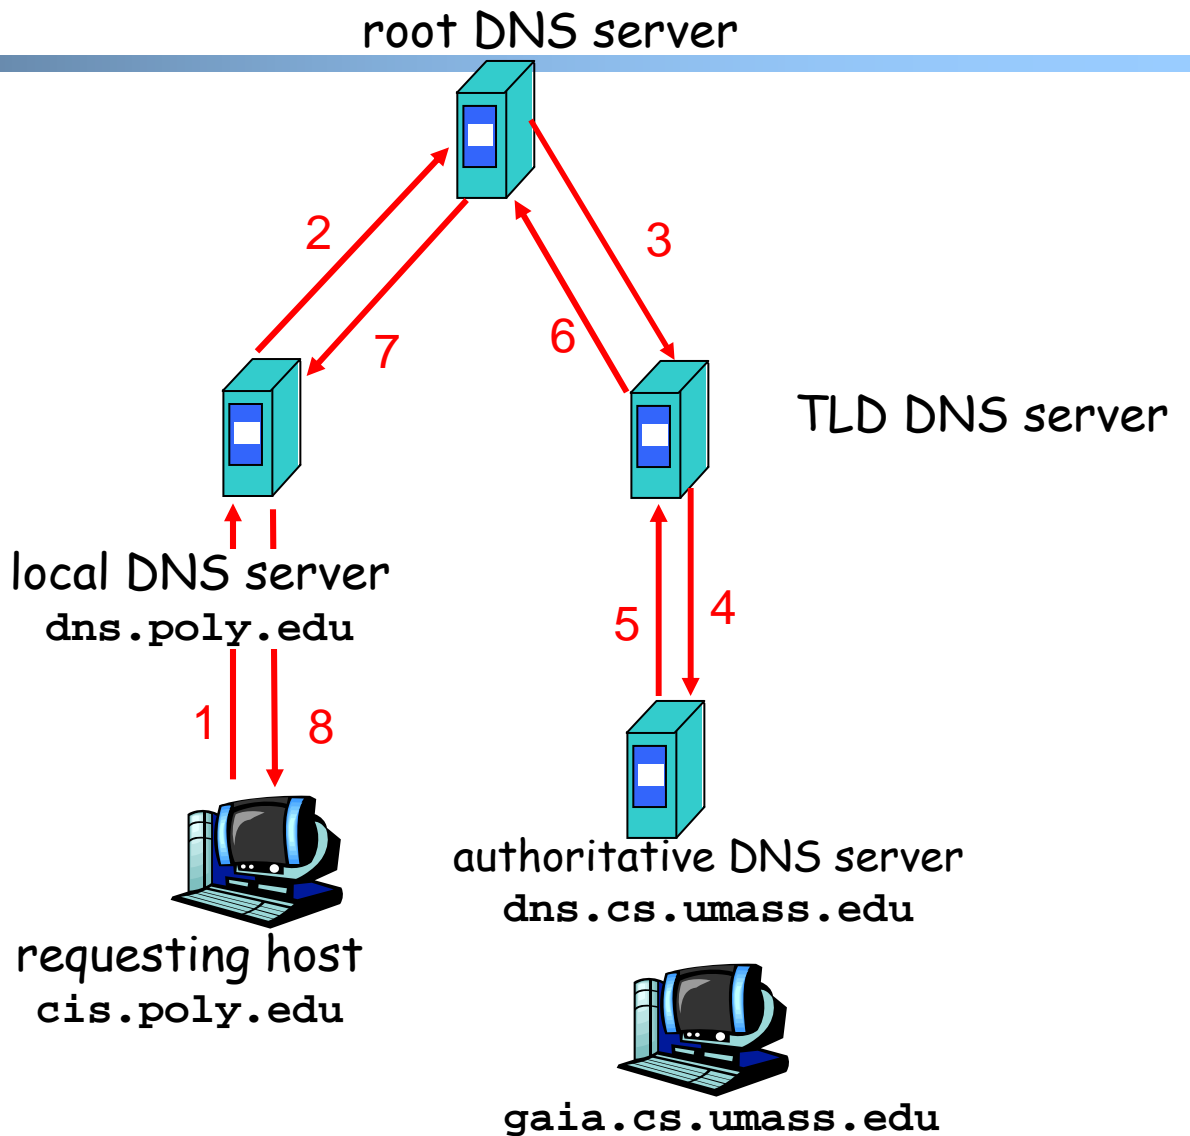 root DNS server
2
3
7
6
TLD DNS server
local DNS server
dns.poly.edu
5
4
1
8
authoritative DNS server
dns.cs.umass.edu
requesting host
cis.poly.edu
gaia.cs.umass.edu